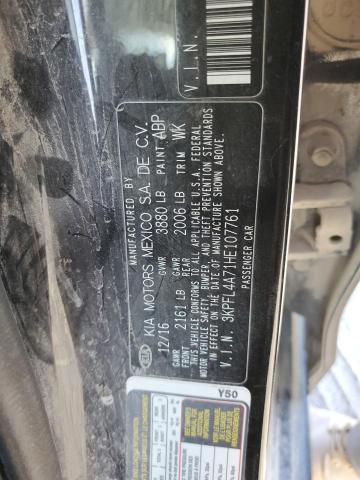 MANUFACTURED BY
KIA MOTORS MEXICO S.A. DE C.V.
12/16 GVWR 3880 LB PAINT ABP
GAWR FRONT 2161 LB GAWR REAR 2006 LB TRIM WK
THIS VEHICLE CONFORMS TO ALL APPLICABLE U.S.A. FEDERAL
MOTOR VEHICLE SAFETY, BUMPER, AND THEFT PREVENTION STANDARDS
IN EFFECT ON THE DATE OF MANUFACTURE SHOWN ABOVE.
V.I.N. 3KPFL4A71HE107761
PASSENGER CAR
V.I.N.
Y50